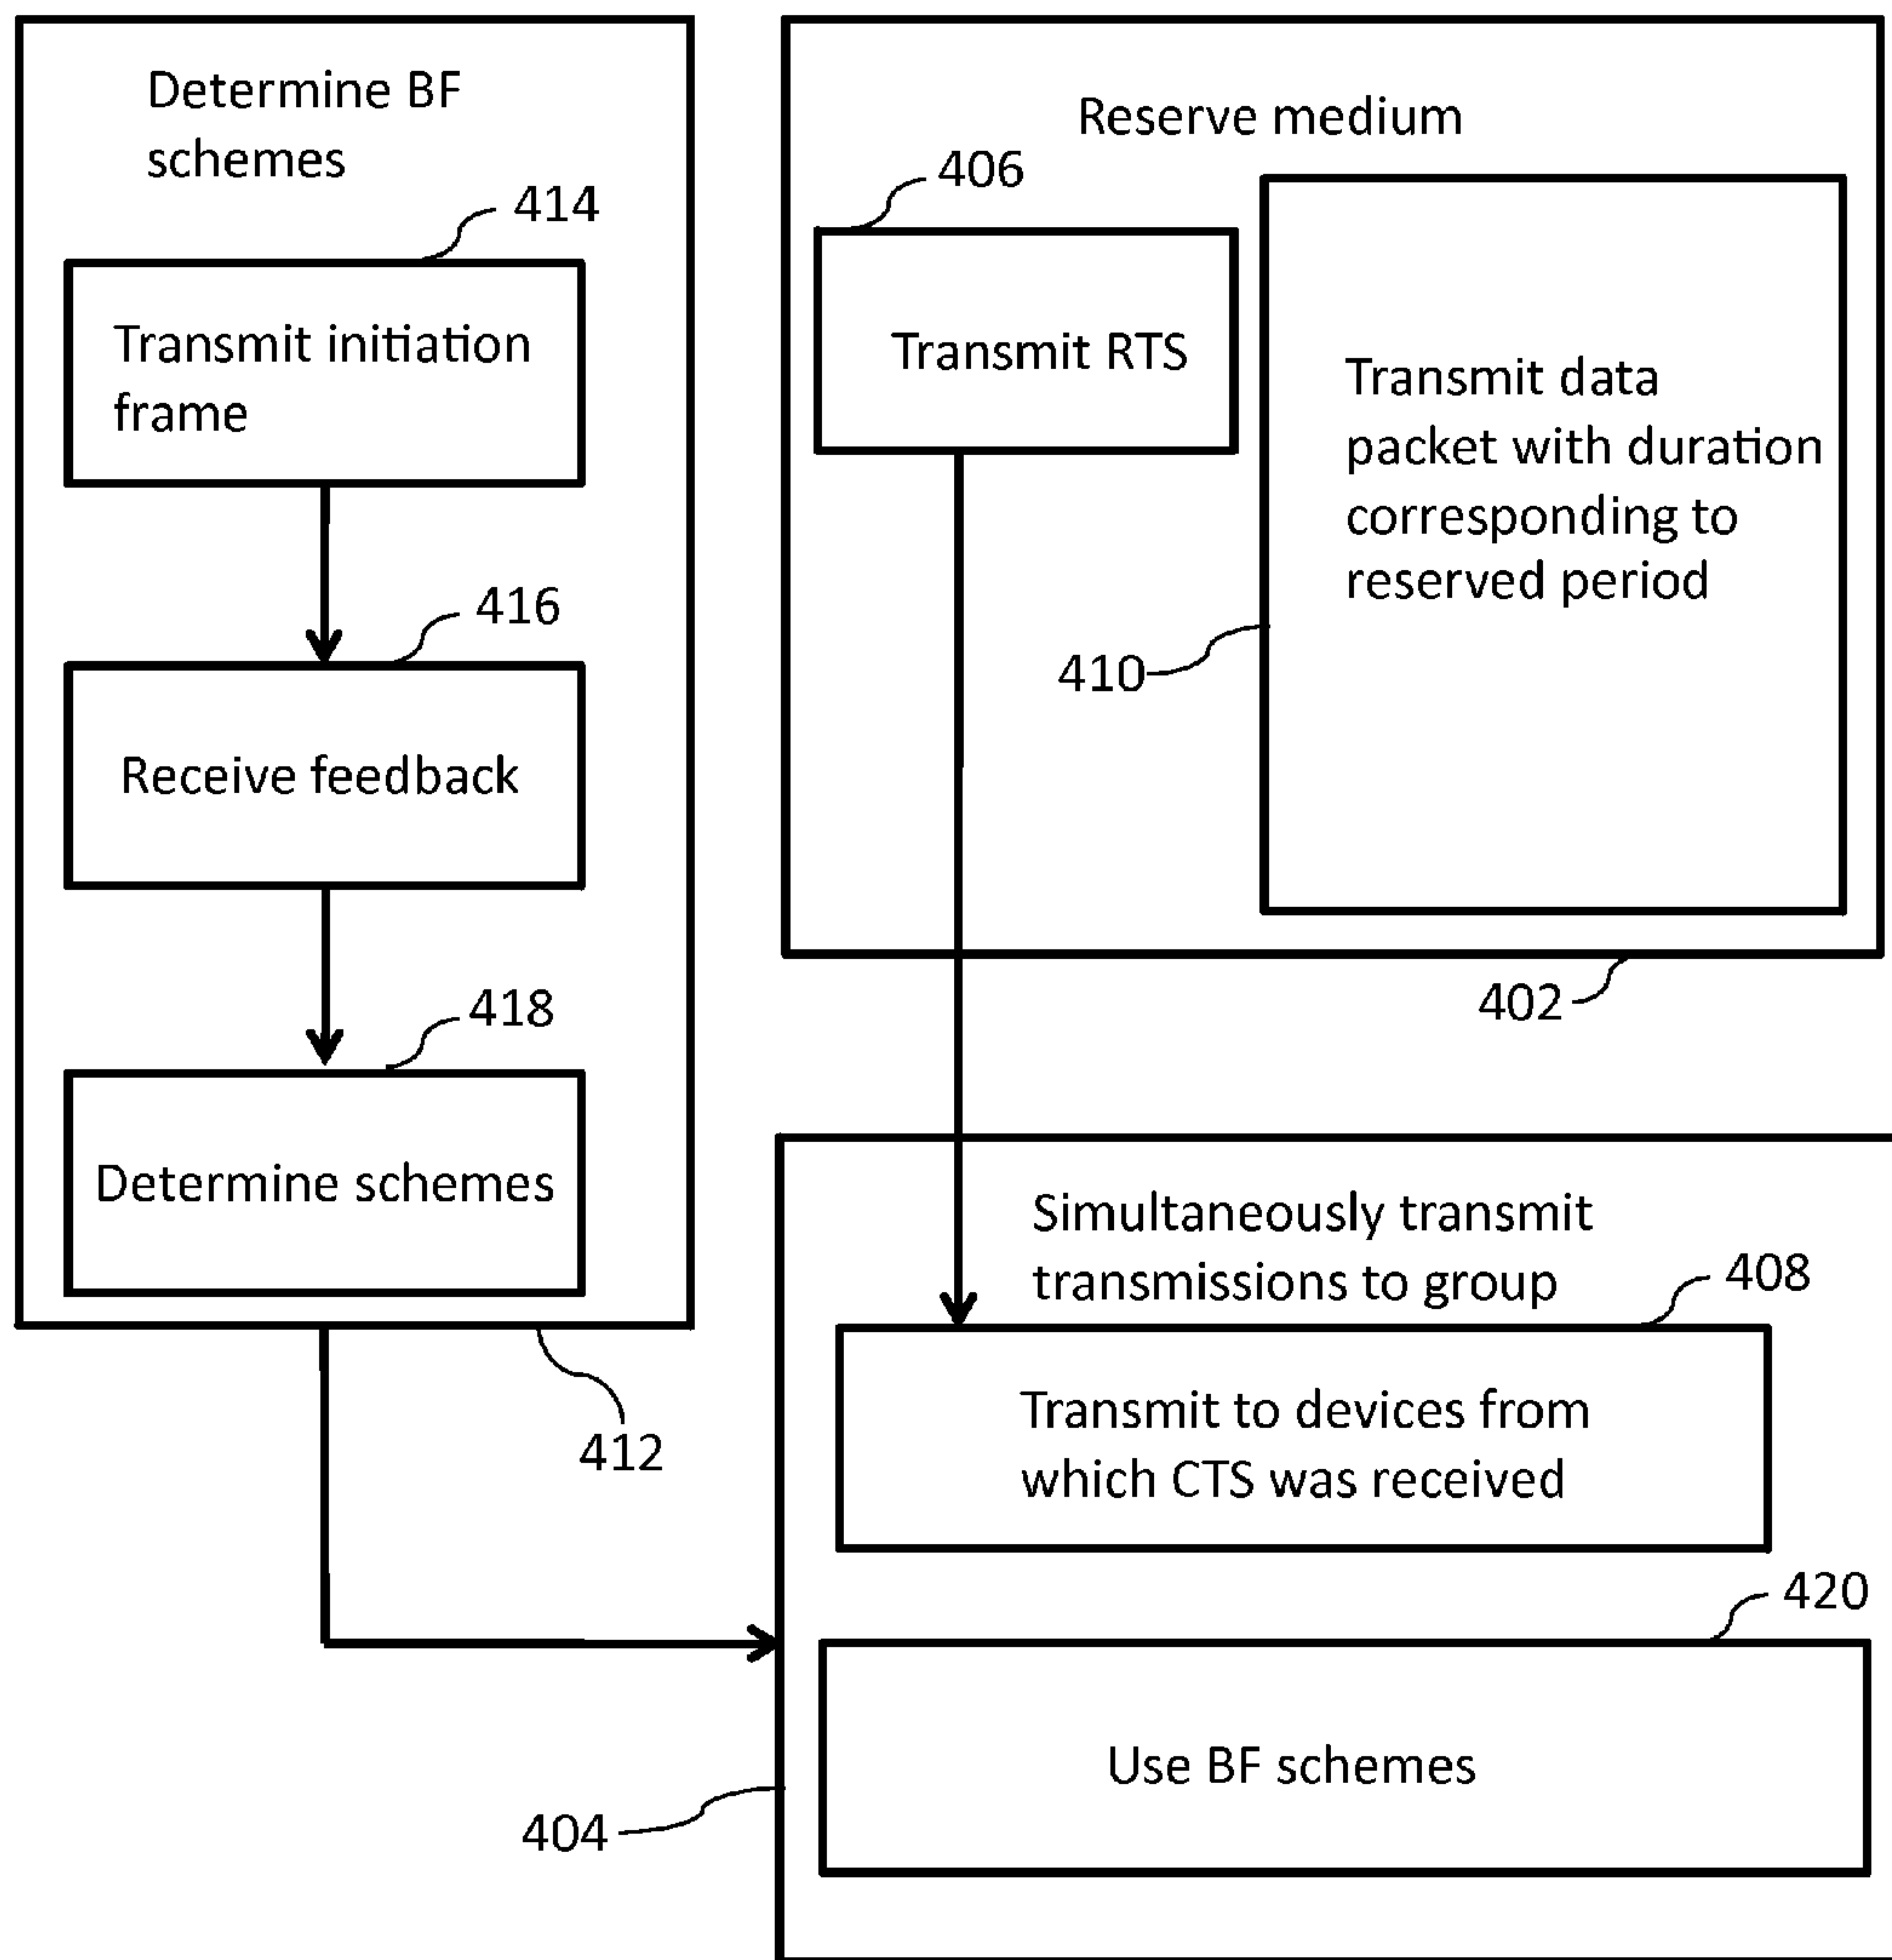 Determine BF
schemes
414
Transmit initiation
frame
416
Receive feedback
418
Determine schemes
412
Reserve medium
406
Transmit RTS
Transmit data
packet with duration
corresponding to
reserved period
410
402
Simultaneously transmit
transmissions to group
408
Transmit to devices from
which CTS was received
420
Use BF schemes
404